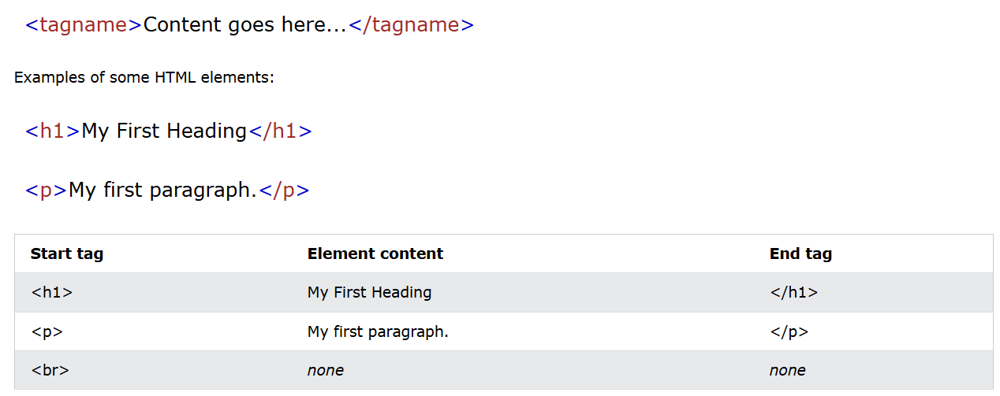 <tagname>Content goes here...</tagname>
Examples of some HTML elements:
<h1>My First Heading</h1>
<p>My first paragraph.</p>
Start tag Element content End tag
<h1> My First Heading </h1>
<p> My first paragraph. </p>
<br> none none